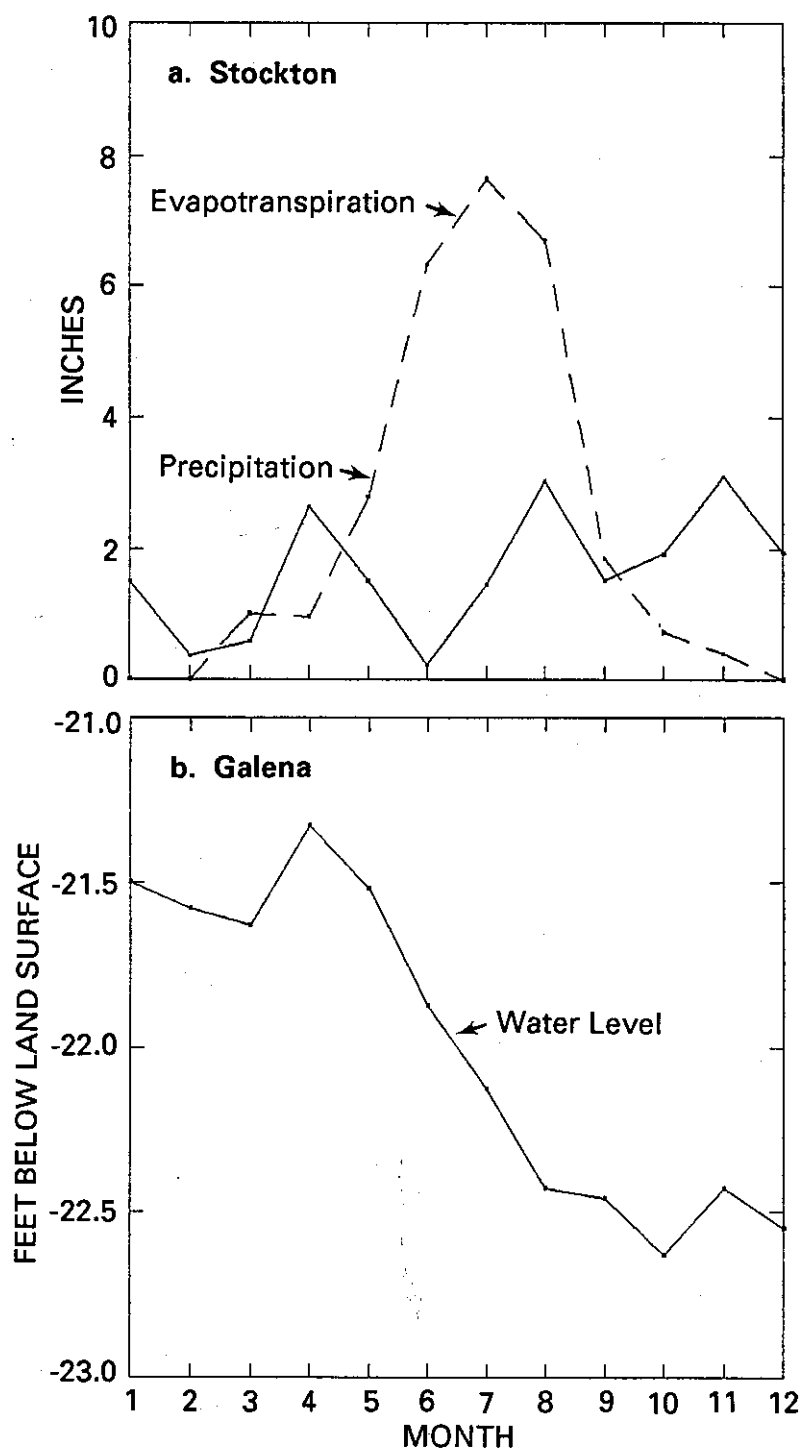 10
a. Stockton
8
Evapotranspiration
6
INCHES
4
Precipitation
2
0
-21.0
b. Galena
-21.5
FEET BELOW LAND SURFACE
-22.0
Water Level
-22.5
-23.0
1 2 3 4 5 6 7 8 9 10 11 12
MONTH